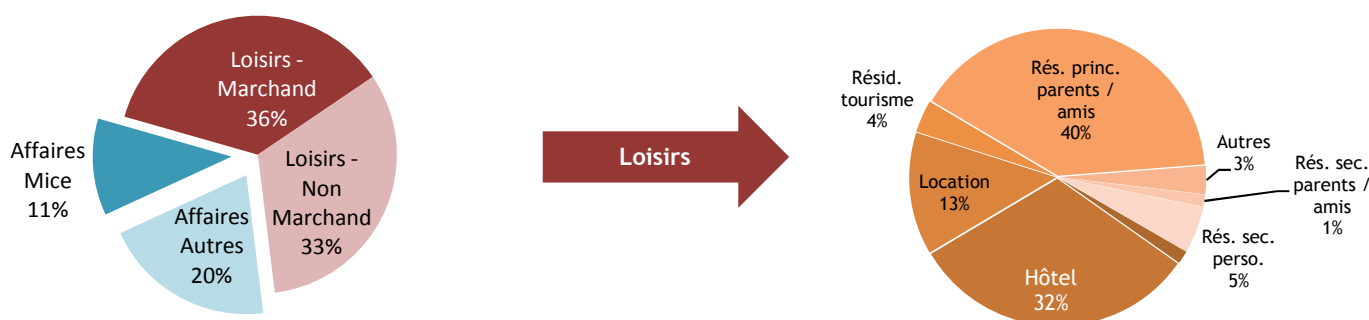 Loisirs -
Marchand
36%
Affaires
Mice
11%
Loisirs -
Non
Marchand
33%
Affaires
Autres
20%
Loisirs
Résid.
tourisme
4%
Rés. princ.
parents /
amis
40%
Autres
3%
Rés. sec.
parents /
amis
1%
Location
13%
Rés. sec.
perso.
5%
Hôtel
32%